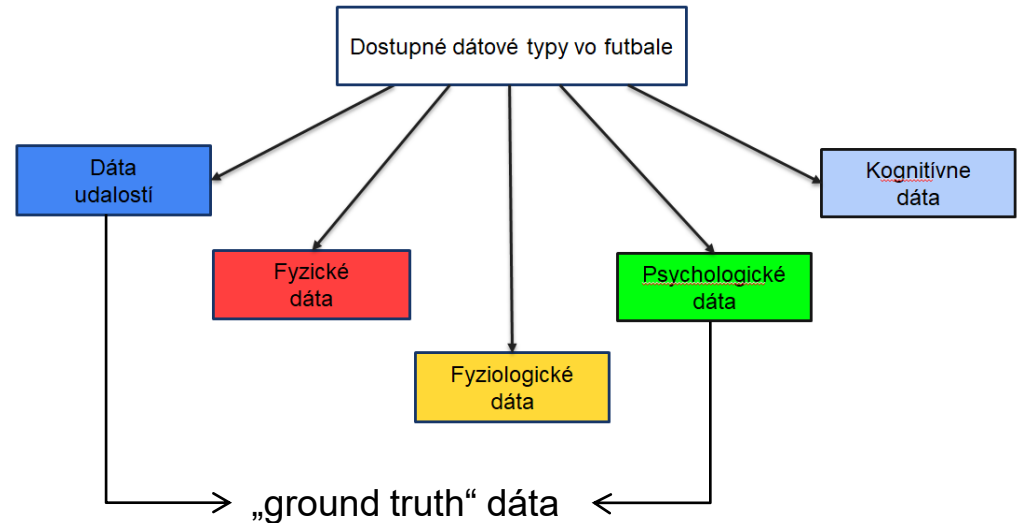 Dostupné dátové typy vo futbale
Dáta
udalostí
Kognitívne
dáta
Fyzické
dáta
Psychologické
dáta
Fyziologické
dáta
„ground truth“ dáta